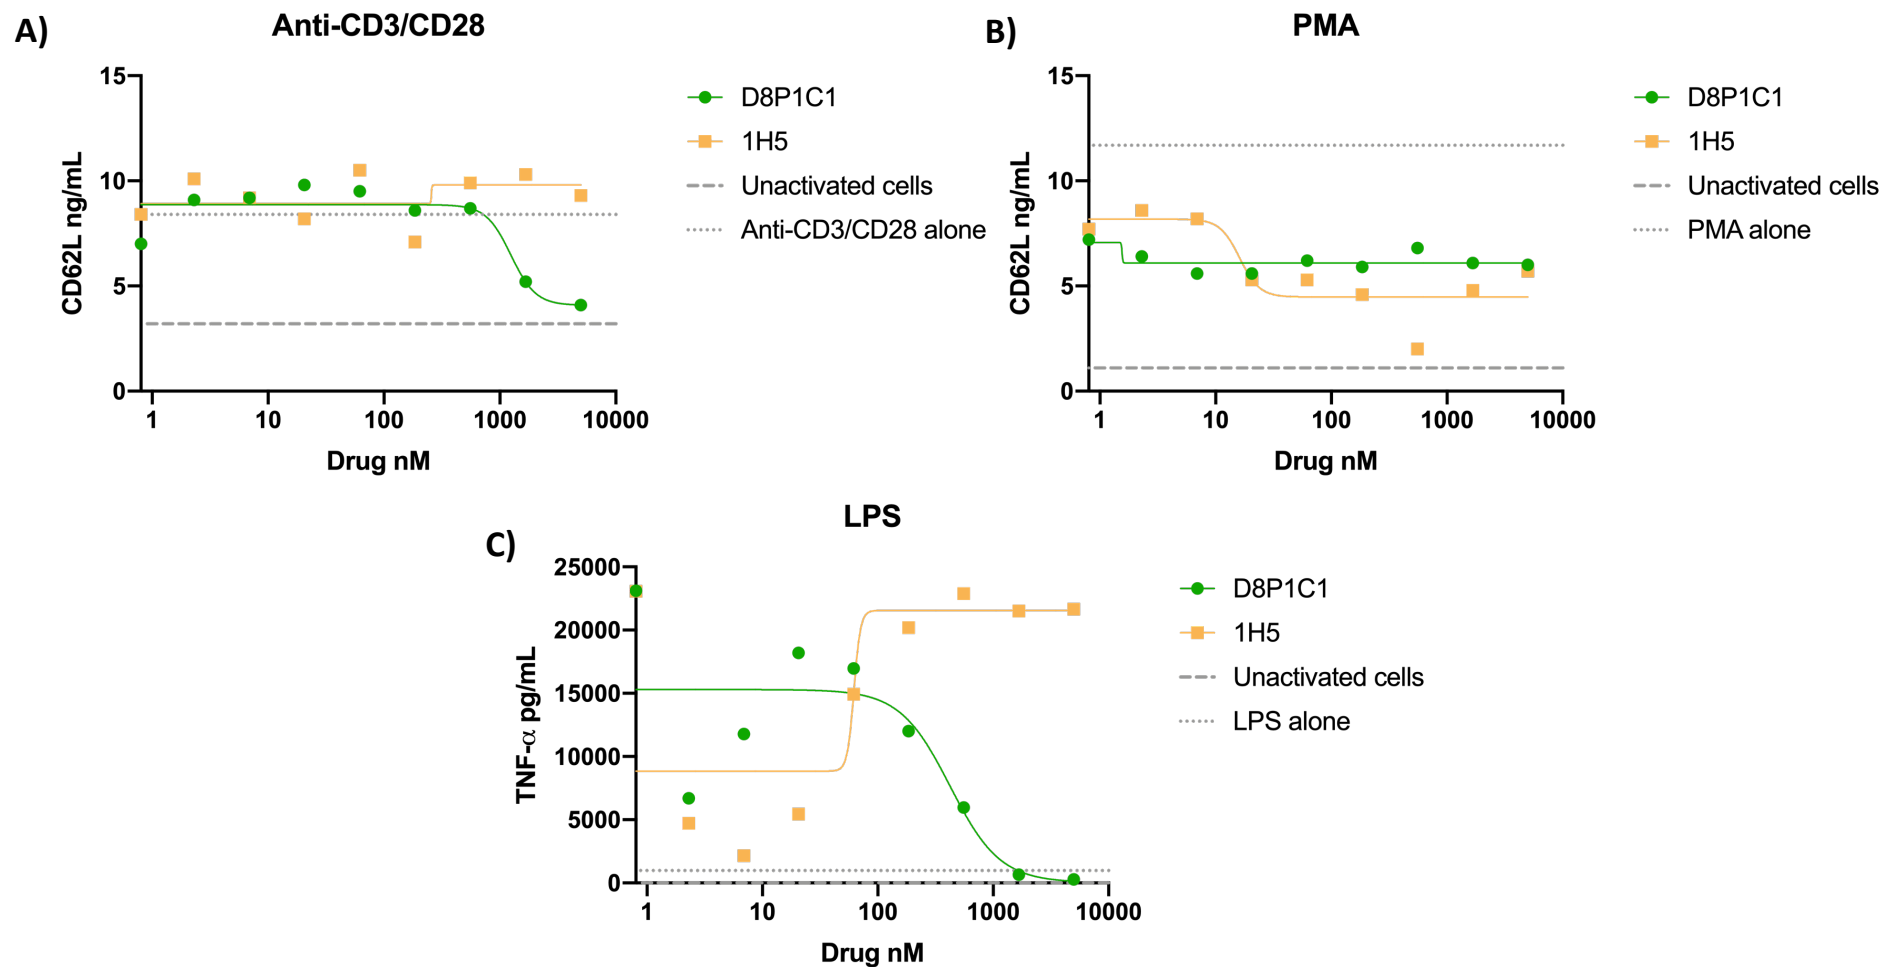 A)
Anti-CD3/CD28
15
10
5
0
CD62L ng/mL
1
10
100
1000
10000
Drug nM
D8P1C1
1H5
Unactivated cells
Anti-CD3/CD28 alone
B)
PMA
15
10
5
0
CD62L ng/mL
1
10
100
1000
10000
Drug nM
D8P1C1
1H5
Unactivated cells
PMA alone
C)
LPS
25000
20000
15000
10000
5000
0
TNF-α pg/mL
1
10
100
1000
10000
Drug nM
D8P1C1
1H5
Unactivated cells
LPS alone